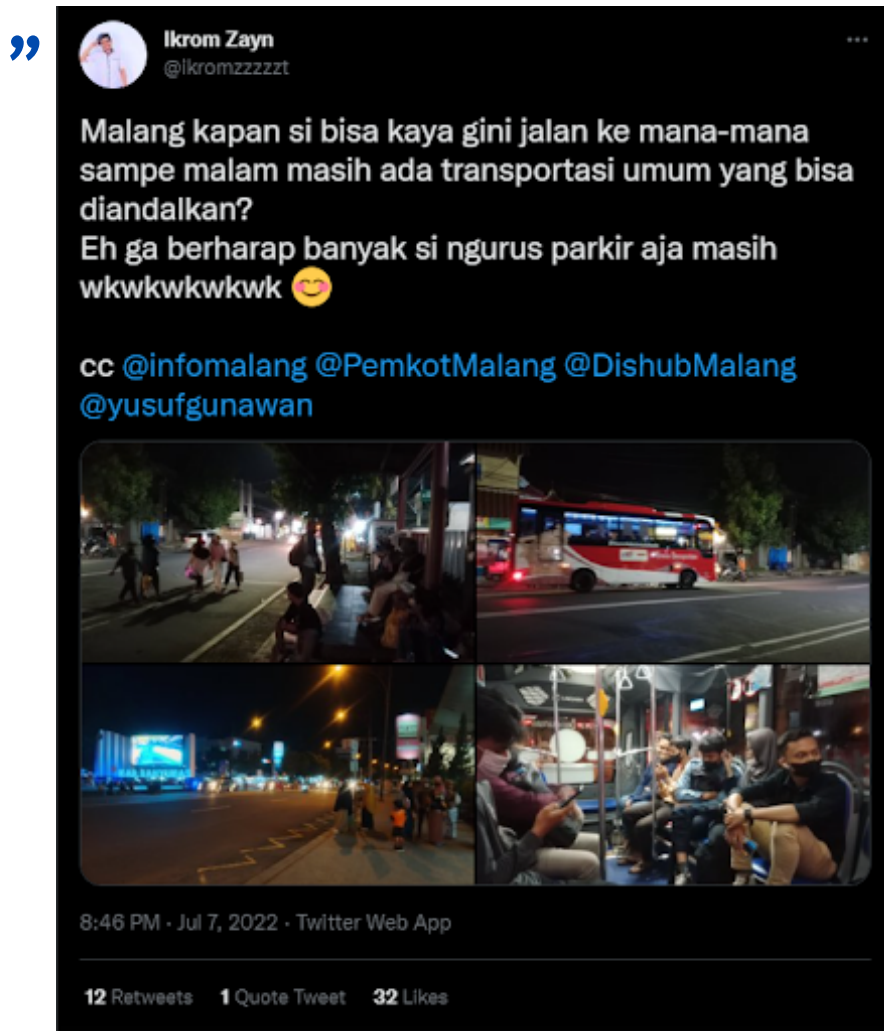 ”
Ikrom Zayn
@ikromzzzzzt
Malang kapan si bisa kaya gini jalan ke mana-mana
sampe malam masih ada transportasi umum yang bisa
diandalkan?
Eh ga berharap banyak si ngurus parkir aja masih
wkwkwkwkwk 😊
cc @infomalang @PemkotMalang @DishubMalang
@yusufgunawan
8:46 PM · Jul 7, 2022 · Twitter Web App
12 Retweets 1 Quote Tweet 32 Likes